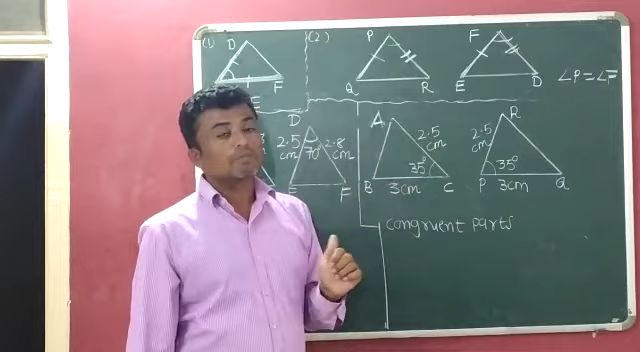 (1) D
F
E
(2) P
Q R
F
E D
∠P = ∠F
D
2.5 cm 70° 2.8 cm
E F
A
2.5 cm
35°
B 3cm C
R
2.5 cm
35°
P 3cm Q
congruent parts